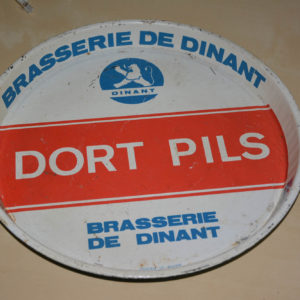 BRASSERIE DE DINANT
DINANT
DORT PILS
BRASSERIE
DE DINANT